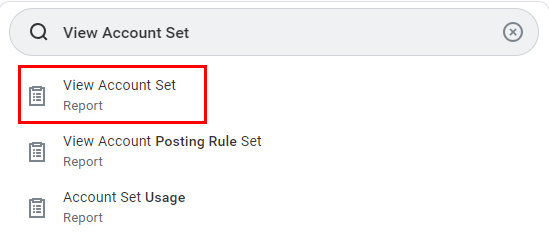 View Account Set
View Account Set
Report
View Account Posting Rule Set
Report
Account Set Usage
Report